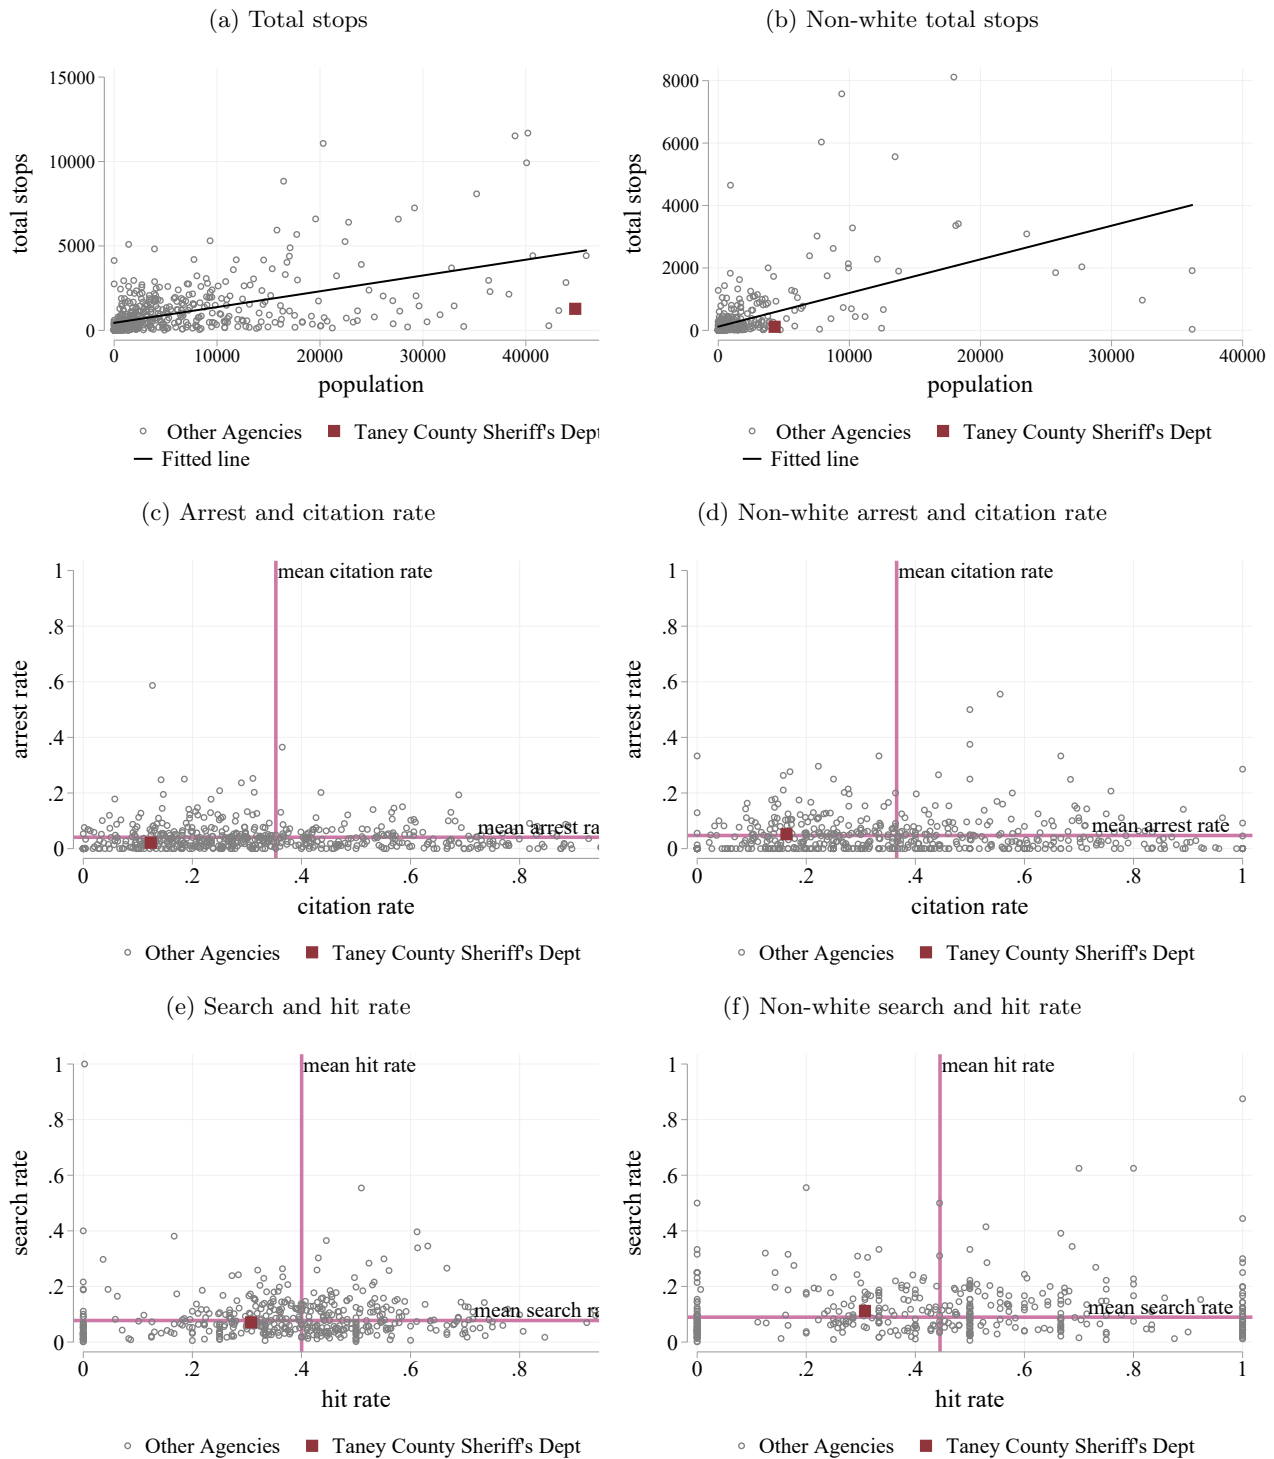 (a) Total stops
15000
10000
5000
0
total stops
0 10000 20000 30000 40000
population
Other Agencies Taney County Sheriff's Dept
Fitted line
(b) Non-white total stops
8000
6000
4000
2000
0
total stops
0 10000 20000 30000 40000
population
Other Agencies Taney County Sheriff's Dept
Fitted line
(c) Arrest and citation rate
mean citation rate
1
.8
.6
.4
.2
0
arrest rate
mean arrest ra
0 .2 .4 .6 .8
citation rate
Other Agencies Taney County Sheriff's Dept
(d) Non-white arrest and citation rate
mean citation rate
1
.8
.6
.4
.2
0
arrest rate
mean arrest rate
0 .2 .4 .6 .8 1
citation rate
Other Agencies Taney County Sheriff's Dept
(e) Search and hit rate
mean hit rate
1
.8
.6
.4
.2
0
search rate
mean search ra
0 .2 .4 .6 .8
hit rate
Other Agencies Taney County Sheriff's Dept
(f) Non-white search and hit rate
mean hit rate
1
.8
.6
.4
.2
0
search rate
mean search rate
0 .2 .4 .6 .8 1
hit rate
Other Agencies Taney County Sheriff's Dept